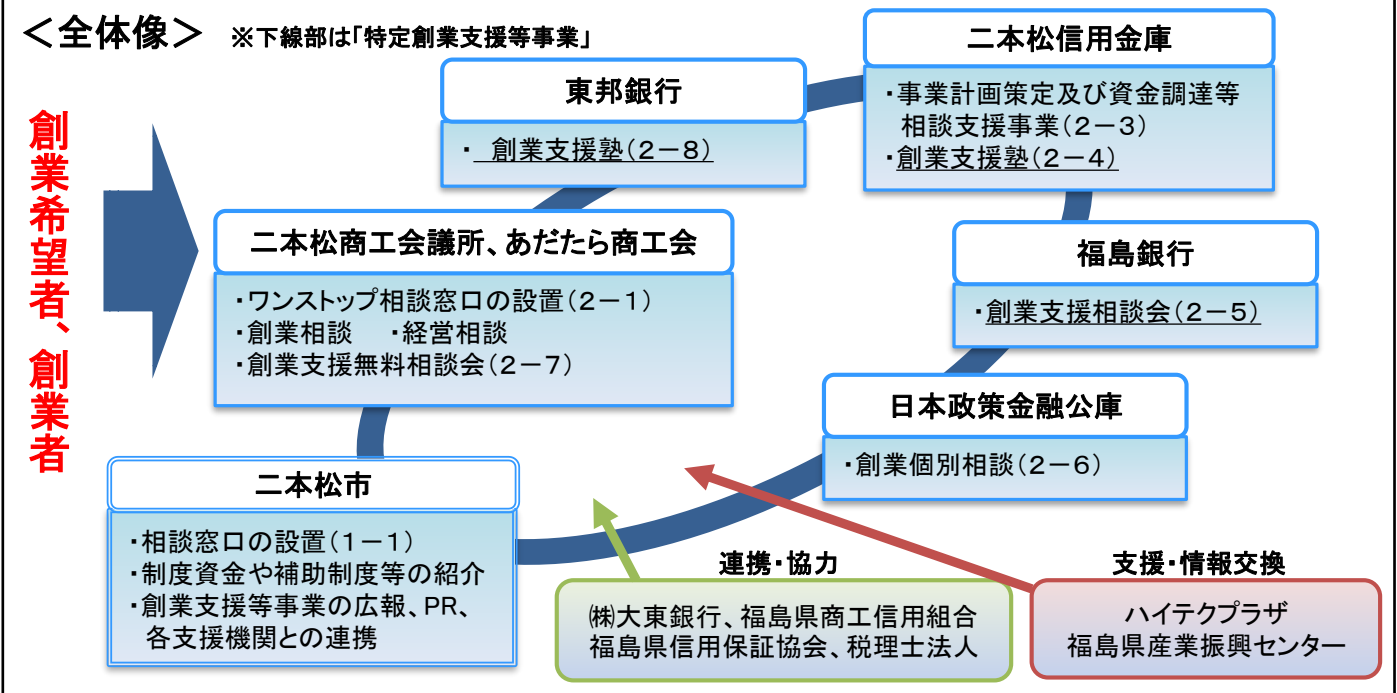 ＜全体像＞ ※下線部は「特定創業支援等事業」
創業希望者、創業者
東邦銀行
・ 創業支援塾（２－８）
二本松信用金庫
・事業計画策定及び資金調達等
相談支援事業（２－３）
・創業支援塾（２－４）
二本松商工会議所、あだたら商工会
・ワンストップ相談窓口の設置（２－１）
・創業相談 ・経営相談
・創業支援無料相談会（２－７）
福島銀行
・創業支援相談会（２－５）
日本政策金融公庫
・創業個別相談（２－６）
二本松市
・相談窓口の設置（１－１）
・制度資金や補助制度等の紹介
・創業支援等事業の広報、PR、
各支援機関との連携
連携・協力
㈱大東銀行、福島県商工信用組合
福島県信用保証協会、税理士法人
支援・情報交換
ハイテクプラザ
福島県産業振興センター